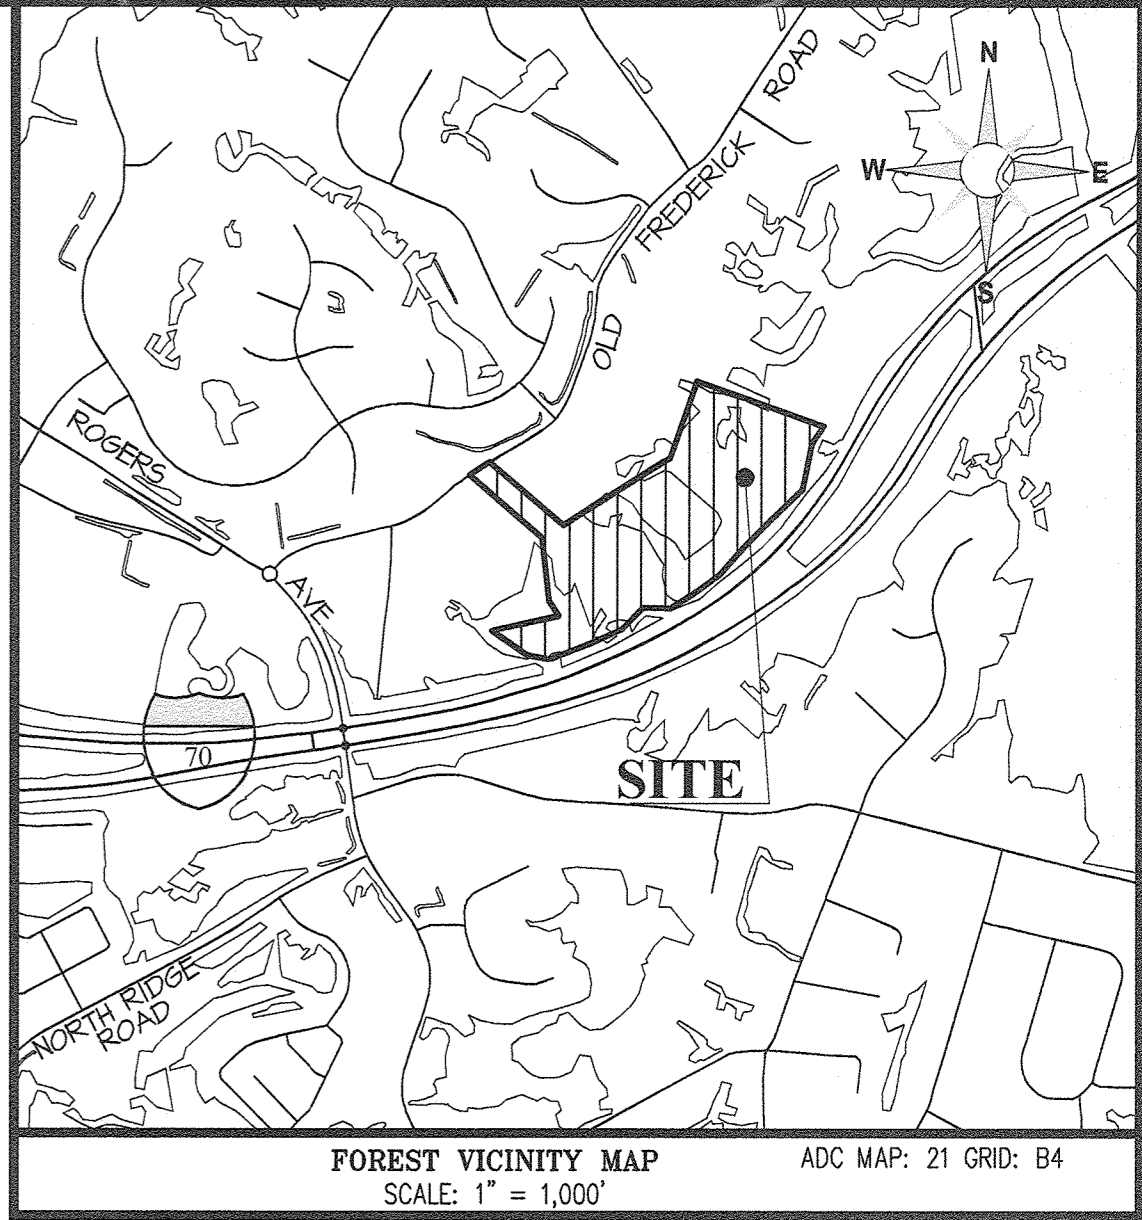 N
ROAD
FREDERICK
W
E
S
OLD
ROGERS
AVE
70
SITE
NORTH RIDGE
ROAD
FOREST VICINITY MAP
ADC MAP: 21 GRID: B4
SCALE: 1" = 1,000'